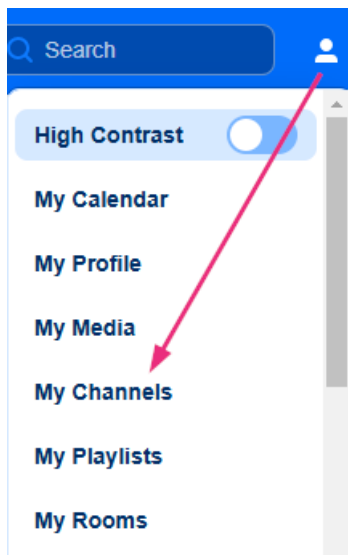 Search
High Contrast
My Calendar
My Profile
My Media
My Channels
My Playlists
My Rooms